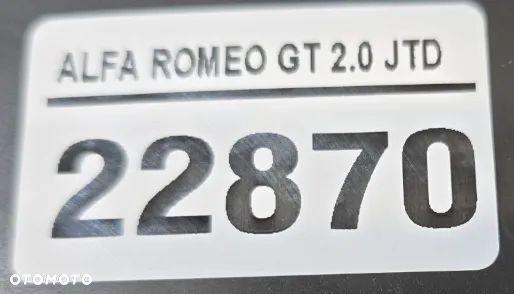 ALFA ROMEO GT 2.0 JTD
22870
OTOMOTO